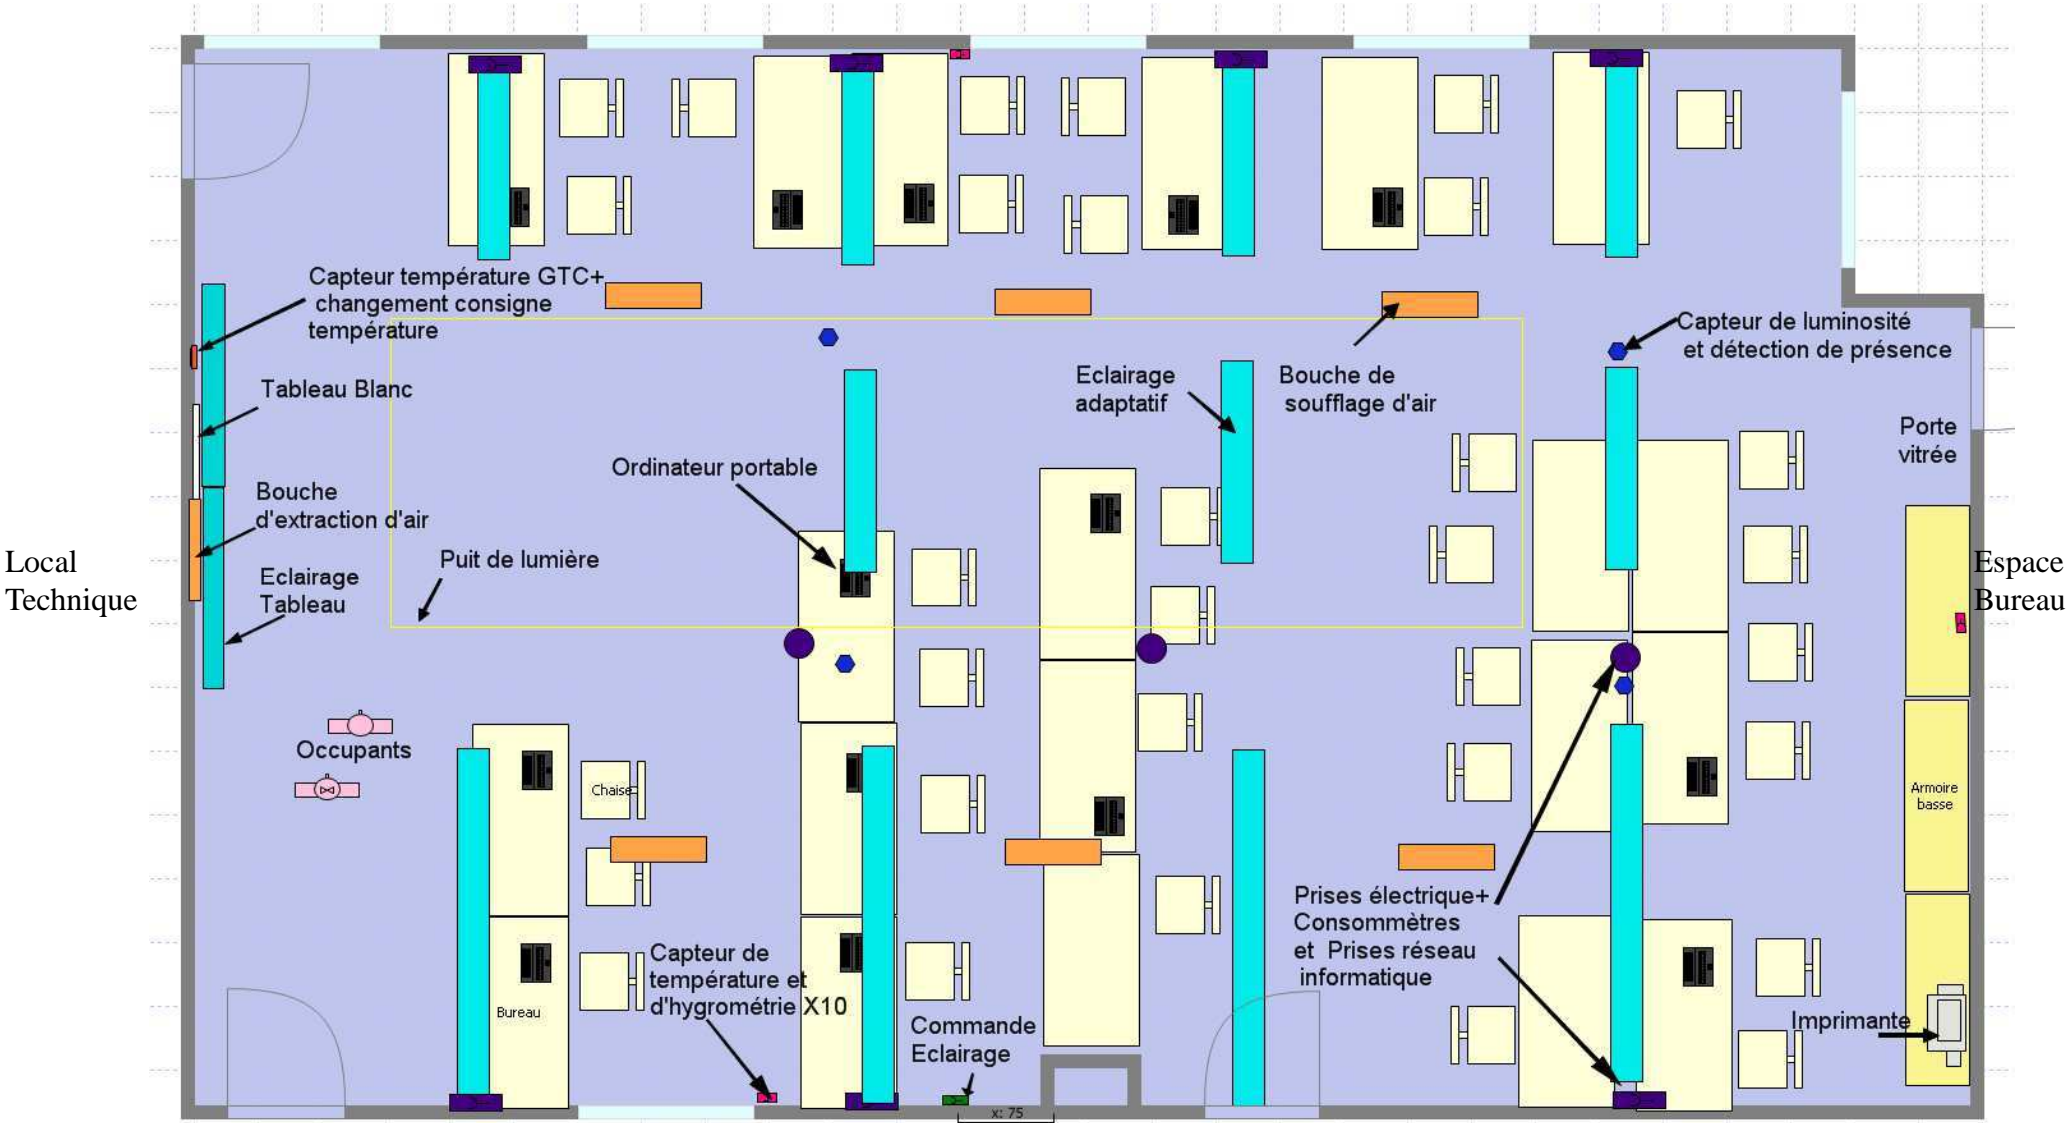 Capteur température GTC+
changement consigne
température
Capteur de luminosité
et détection de présence
Tableau Blanc
Eclairage
adaptatif
Bouche de
soufflage d'air
Porte
vitrée
Ordinateur portable
Bouche
d'extraction d'air
Puit de lumière
Local
Technique
Espace
Bureau
Eclairage
Tableau
Occupants
Chaise
Armoire
basse
Prises électrique+
Consommètres
et Prises réseau
informatique
Capteur de
température et
d'hygrométrie X10
Bureau
Commande
Eclairage
Imprimante
x: 75